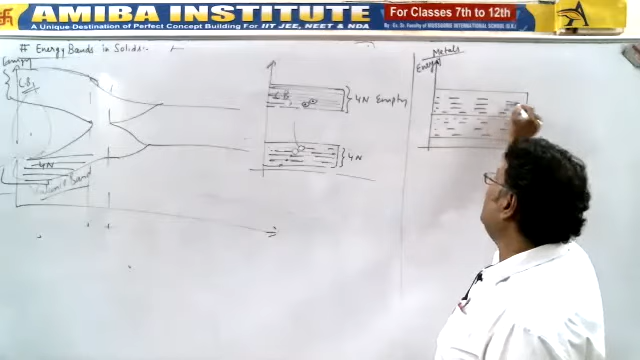 AMIBA INSTITUTE
A Unique Destination of Perfect Concept Building For IIT JEE, NEET & NDA
For Classes 7th to 12th
# Energy Bands in Solids:-
Energy
C.B.
4N
Valence Band
C.B
4N Empty
4N
Metals
Energy